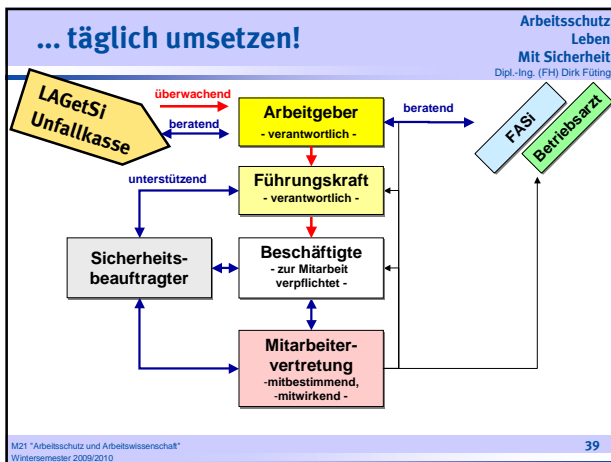 ... täglich umsetzen!
Arbeitsschutz
Leben
Mit Sicherheit
Dipl.-Ing. (FH) Dirk Füting
LAGetSi
Unfallkasse
überwachend
beratend
Arbeitgeber
- verantwortlich -
beratend
FASi
Betriebsarzt
unterstützend
Führungskraft
- verantwortlich -
Sicherheits-
beauftragter
Beschäftigte
- zur Mitarbeit
verpflichtet -
Mitarbeiter-
vertretung
-mitbestimmend,
-mitwirkend -
M21 "Arbeitsschutz und Arbeitswissenschaft"
Wintersemester 2009/2010
39